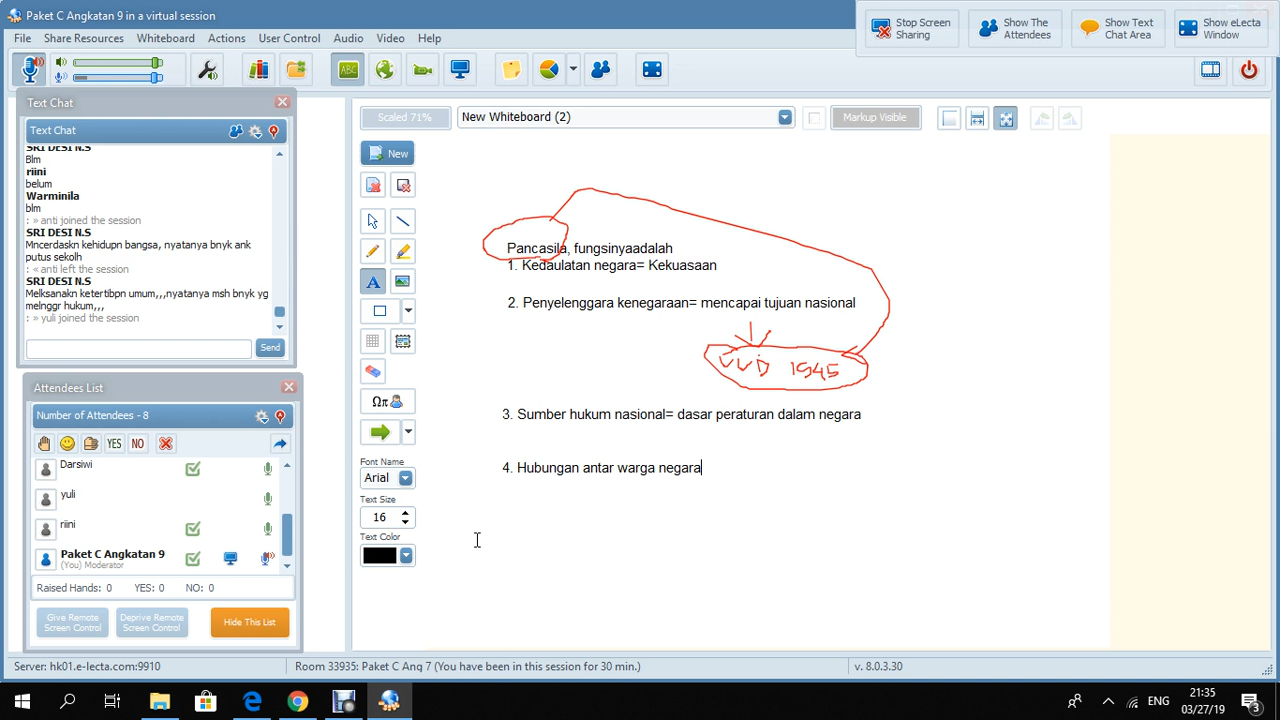 Paket C Angkatan 9 in a virtual session
Stop Screen Sharing
Show The Attendees
Show Text Chat Area
Show eLecta Window
File Share Resources Whiteboard Actions User Control Audio Video Help
ABC
Text Chat
Text Chat
SRI DESI N.S
Blm
riini
belum
Warminila
blm
: » anti joined the session
SRI DESI N.S
Mncerdaskn kehidupn bangsa, nyatanya bnyk ank
putus sekolh
: « anti left the session
SRI DESI N.S
Melksanakn ketertibpn umum,,,nyatanya msh bnyk yg
melnggr hukum,,,
: » yuli joined the session
Send
Attendees List
Number of Attendees - 8
YES NO
Darsiwi
yuli
riini
Paket C Angkatan 9
(You) Moderator
Raised Hands: 0 YES: 0 NO: 0
Give Remote Screen Control
Deprive Remote Screen Control
Hide This List
Scaled 71%
New Whiteboard (2)
Markup Visible
New
A
Ωπ
Font Name
Arial
Text Size
16
Text Color
Pancasila, fungsinyaadalah
1. Kedaulatan negara= Kekuasaan
2. Penyelenggara kenegaraan= mencapai tujuan nasional
UUD 1945
3. Sumber hukum nasional= dasar peraturan dalam negara
4. Hubungan antar warga negara
Server: hk01.e-lecta.com:9910
Room 33935: Paket C Ang 7 (You have been in this session for 30 min.)
v. 8.0.3.30
ENG
21:35
03/27/19
3